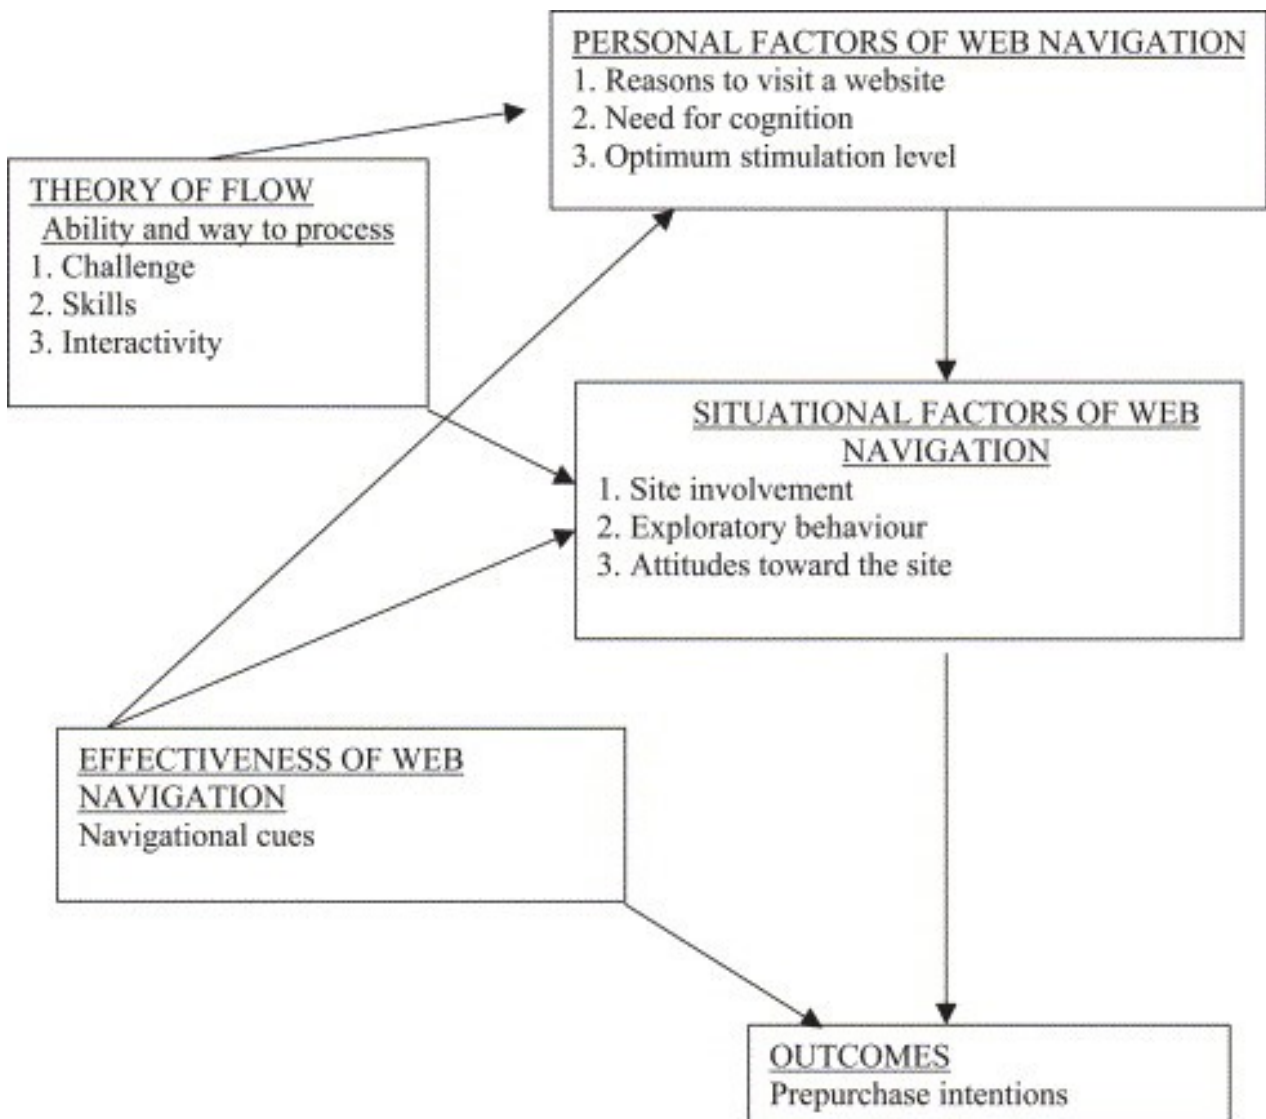 PERSONAL FACTORS OF WEB NAVIGATION
1. Reasons to visit a website
2. Need for cognition
3. Optimum stimulation level
THEORY OF FLOW
Ability and way to process
1. Challenge
2. Skills
3. Interactivity
SITUATIONAL FACTORS OF WEB
NAVIGATION
1. Site involvement
2. Exploratory behaviour
3. Attitudes toward the site
EFFECTIVENESS OF WEB
NAVIGATION
Navigational cues
OUTCOMES
Prepurchase intentions